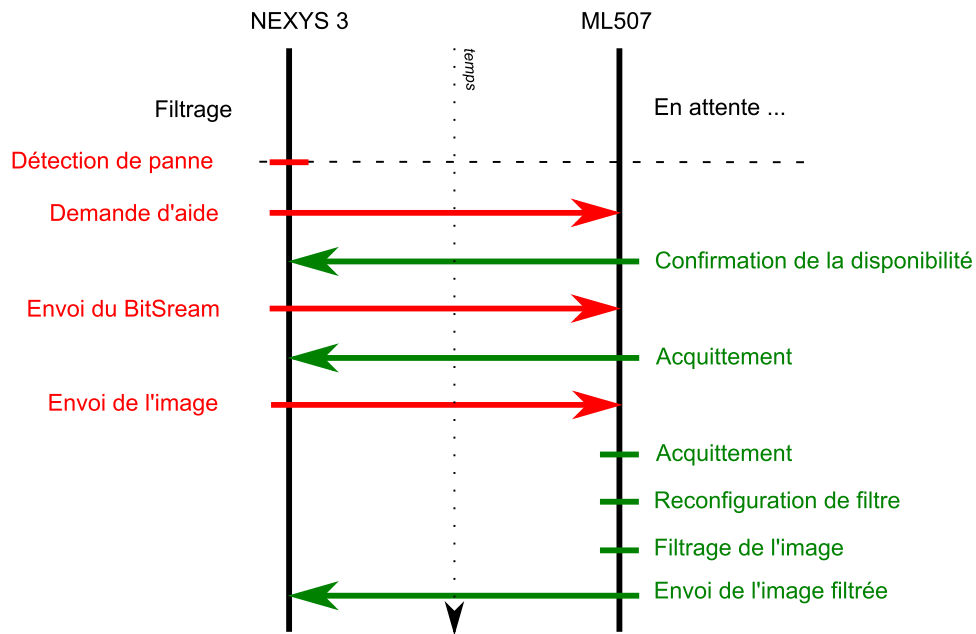 NEXYS 3
ML507
temps
Filtrage
En attente ...
Détection de panne
Demande d'aide
Confirmation de la disponibilité
Envoi du BitSream
Acquittement
Envoi de l'image
Acquittement
Reconfiguration de filtre
Filtrage de l'image
Envoi de l'image filtrée